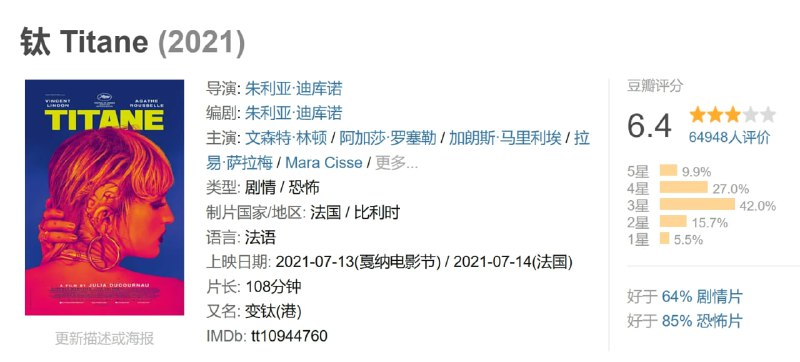 钛 Titane (2021)
VINCENT LINDON
AGATHE ROUSSELLE
TITANE
A FILM BY JULIA DUCOURNAU
更新描述或海报
导演: 朱利亚·迪库诺
编剧: 朱利亚·迪库诺
主演: 文森特·林顿 / 阿加莎·罗塞勒 / 加朗斯·马里利埃 / 拉
易·萨拉梅 / Mara Cisse / 更多...
类型: 剧情 / 恐怖
制片国家/地区: 法国 / 比利时
语言: 法语
上映日期: 2021-07-13(戛纳电影节) / 2021-07-14(法国)
片长: 108分钟
又名: 变钛(港)
IMDb: tt10944760
豆瓣评分
6.4
64948人评价
5星 9.9%
4星 27.0%
3星 42.0%
2星 15.7%
1星 5.5%
好于 64% 剧情片
好于 85% 恐怖片